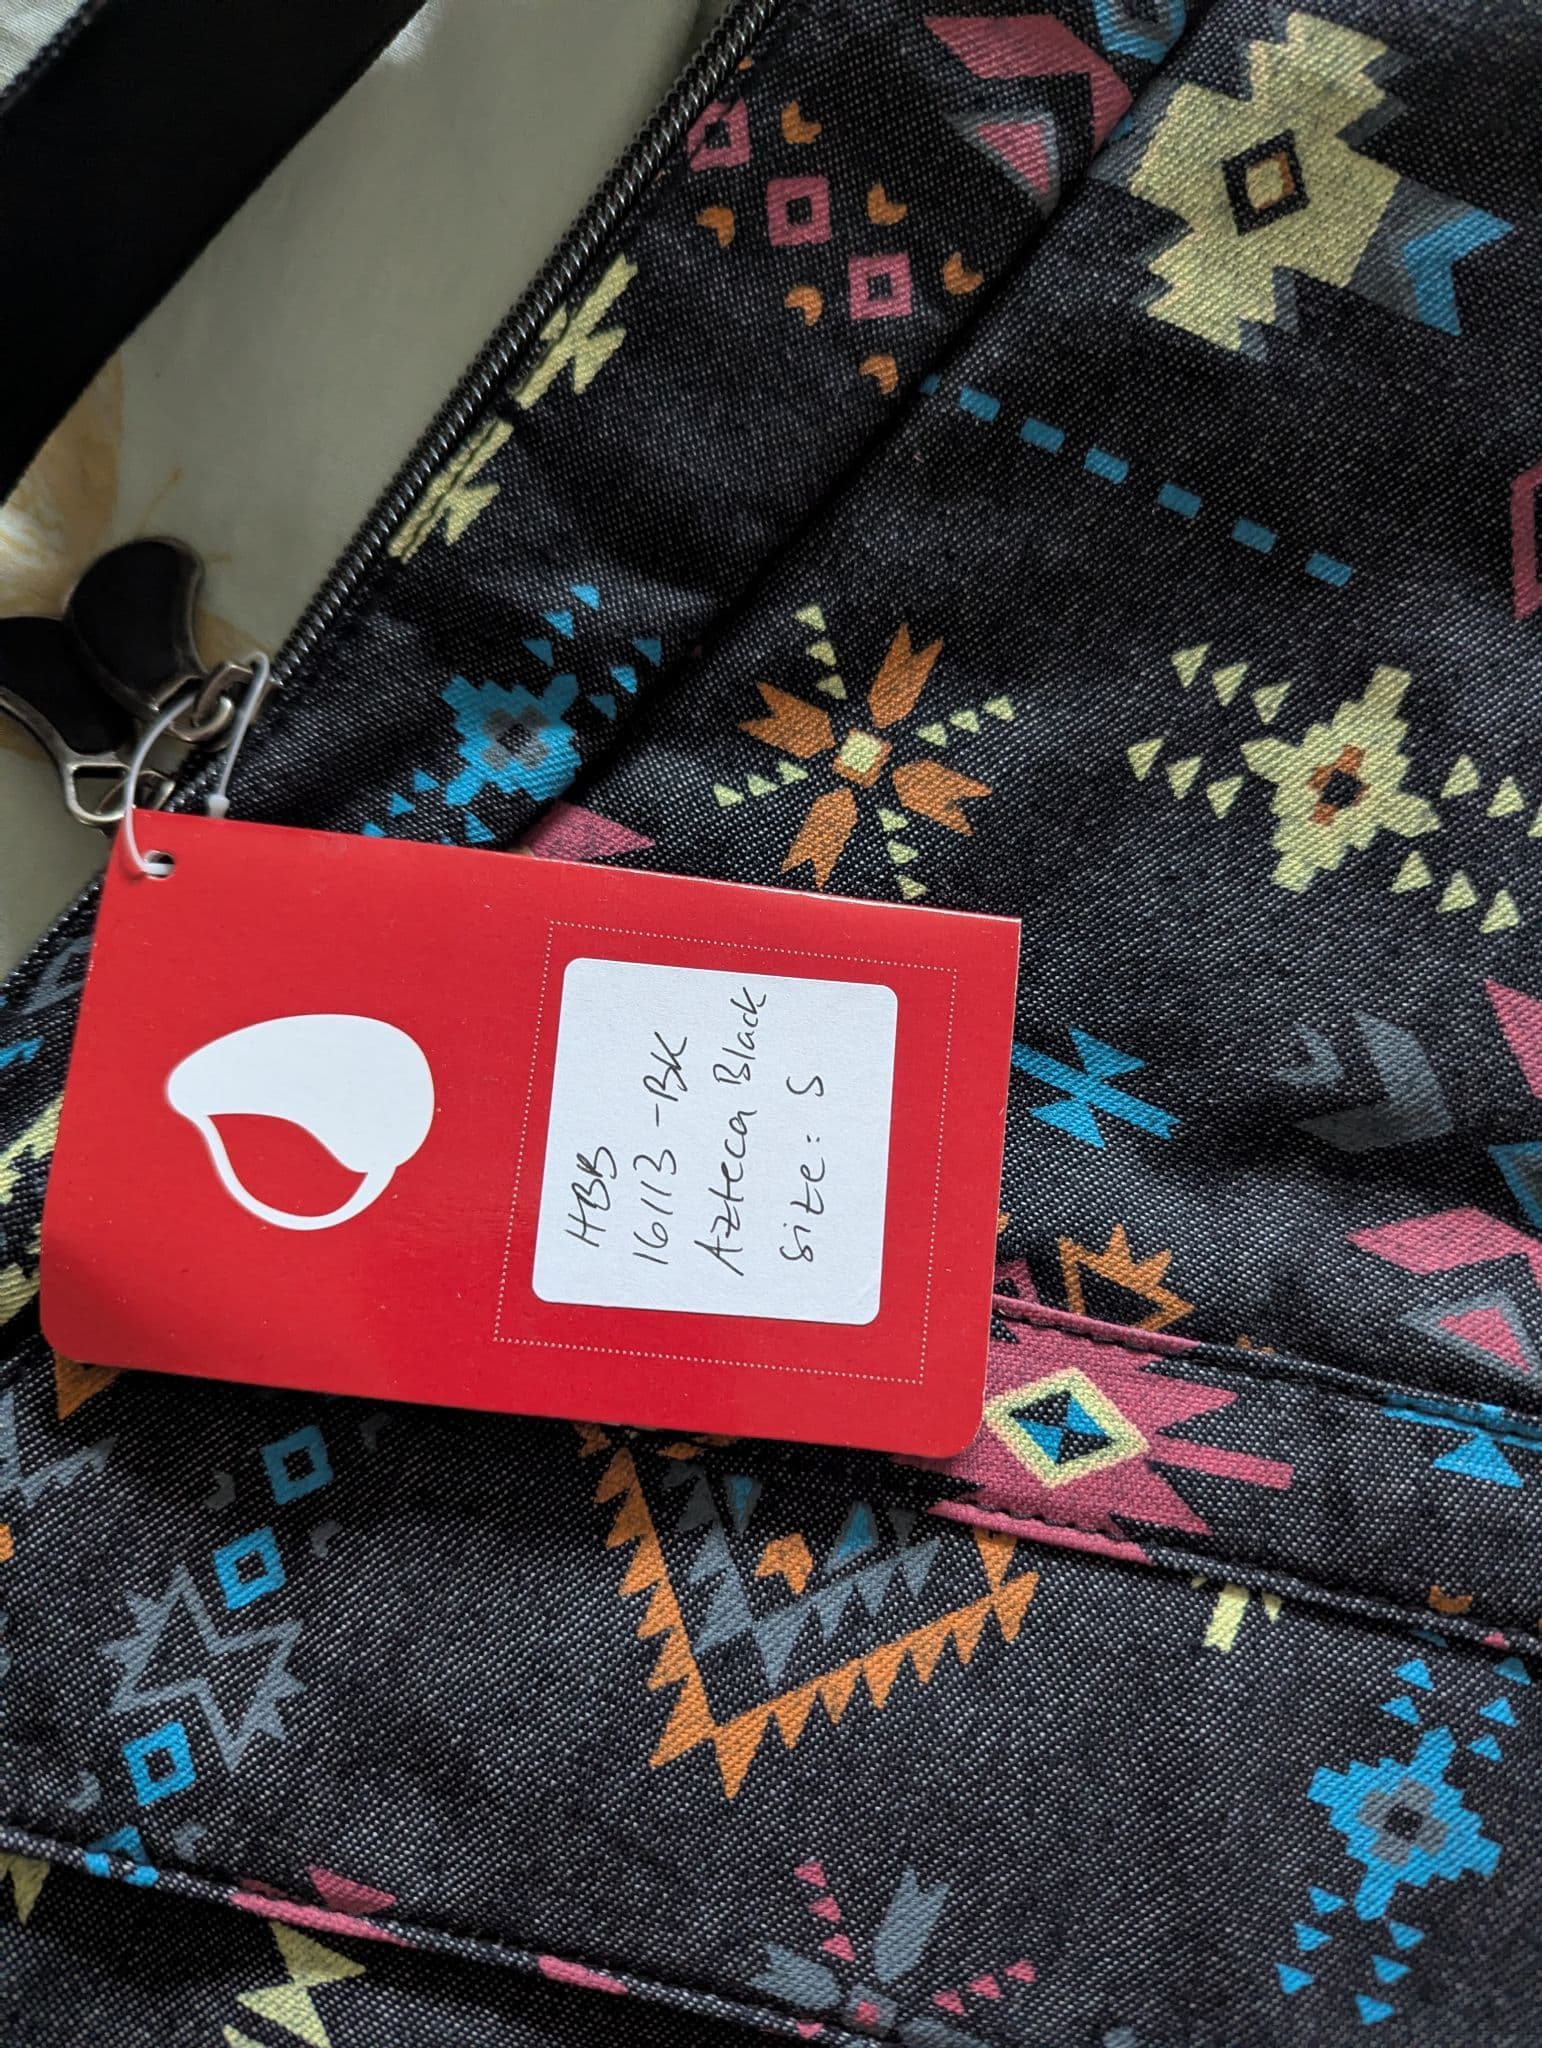 HBB
16113-BK
Azteca Black
Size: S